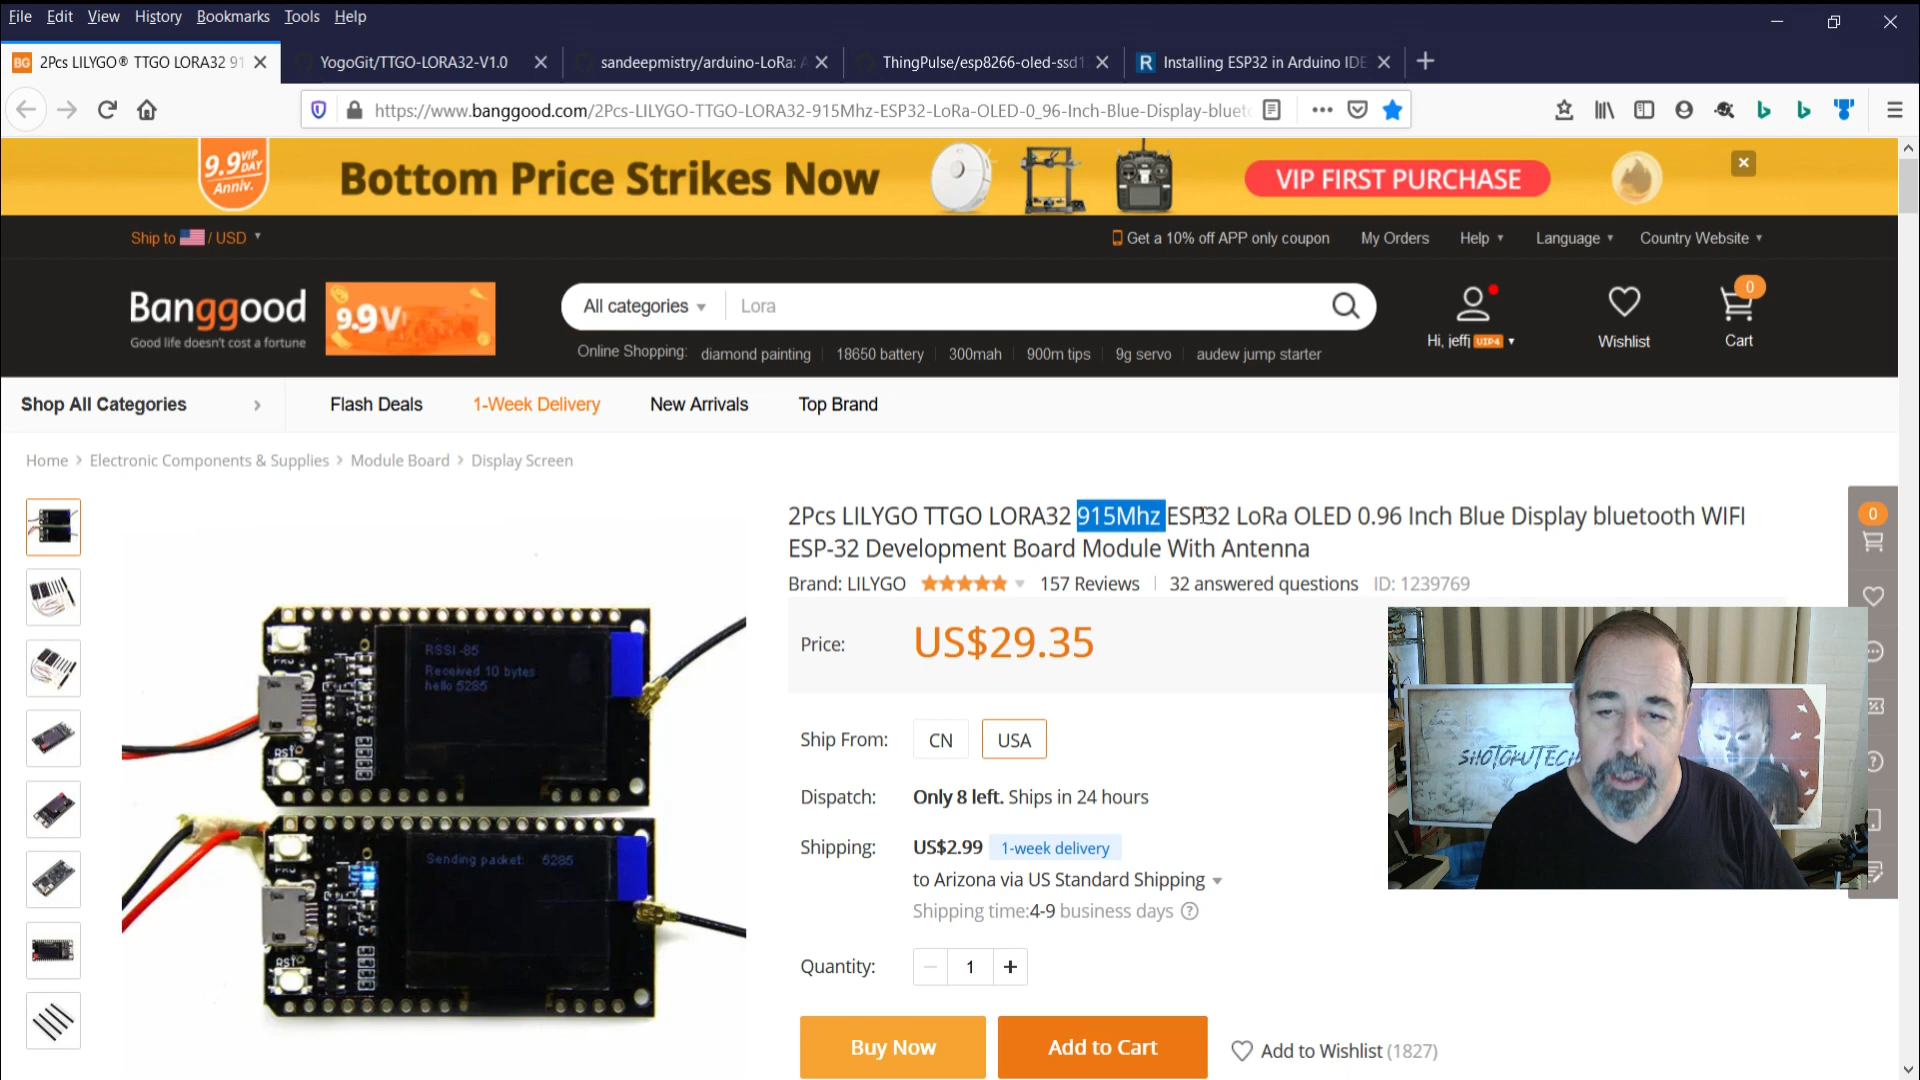 File Edit View History Bookmarks Tools Help
2Pcs LILYGO® TTGO LORA32 91
YogoGit/TTGO-LORA32-V1.0
sandeepmistry/arduino-LoRa: A
ThingPulse/esp8266-oled-ssd1
Installing ESP32 in Arduino IDE
https://www.banggood.com/2Pcs-LILYGO-TTGO-LORA32-915Mhz-ESP32-LoRa-OLED-0_96-Inch-Blue-Display-bluet
9.9 VIP DAY Anniv.
Bottom Price Strikes Now
VIP FIRST PURCHASE
Ship to / USD
Get a 10% off APP only coupon My Orders Help Language Country Website
Banggood
Good life doesn't cost a fortune
9.9 V
All categories Lora
Hi, jeffj VIP4
Wishlist
0
Cart
Online Shopping: diamond painting 18650 battery 300mah 900m tips 9g servo audew jump starter
Shop All Categories Flash Deals 1-Week Delivery New Arrivals Top Brand
Home > Electronic Components & Supplies > Module Board > Display Screen
2Pcs LILYGO TTGO LORA32 915Mhz ESP32 LoRa OLED 0.96 Inch Blue Display bluetooth WIFI
ESP-32 Development Board Module With Antenna
Brand: LILYGO 157 Reviews 32 answered questions ID: 1239769
Price: US$29.35
Ship From: CN USA
Dispatch: Only 8 left. Ships in 24 hours
Shipping: US$2.99 1-week delivery
to Arizona via US Standard Shipping
Shipping time:4-9 business days
Quantity: 1 +
Buy Now Add to Cart Add to Wishlist (1827)
0
RSSI -85
Received 10 bytes
hello 5285
PRG
RST
Sending packet: 5285
PRG
RST
SHOTOKUTECH